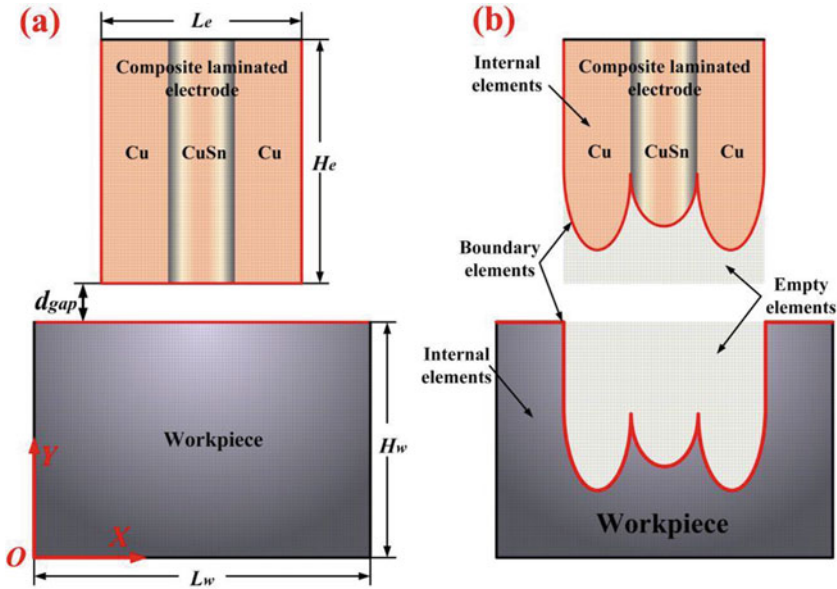 (a)
Le
Composite laminated
electrode
Cu
CuSn
Cu
He
dgap
Workpiece
Hw
Y
X
O
Lw
(b)
Internal
elements
Composite laminated
electrode
Cu
CuSn
Cu
Boundary
elements
Empty
elements
Internal
elements
Workpiece